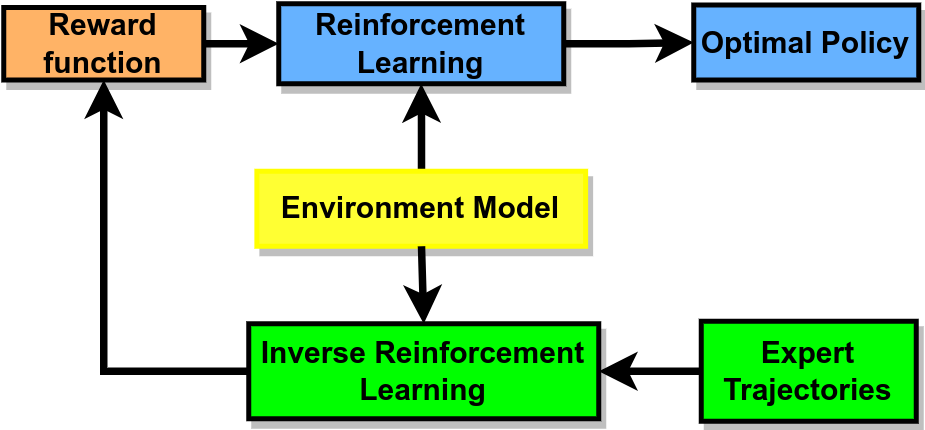 Reward
function
Reinforcement
Learning
Optimal Policy
Environment Model
Inverse Reinforcement
Learning
Expert
Trajectories